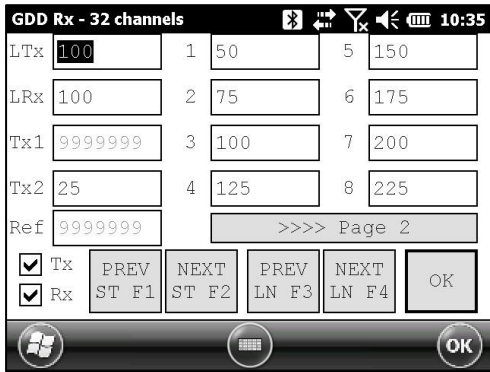 GDD Rx - 32 channels 10:35
LTx 100 1 50 5 150
LRx 100 2 75 6 175
Tx1 9999999 3 100 7 200
Tx2 25 4 125 8 225
Ref 9999999 >>>> Page 2
Tx
Rx
PREV
ST F1
NEXT
ST F2
PREV
LN F3
NEXT
LN F4
OK
OK